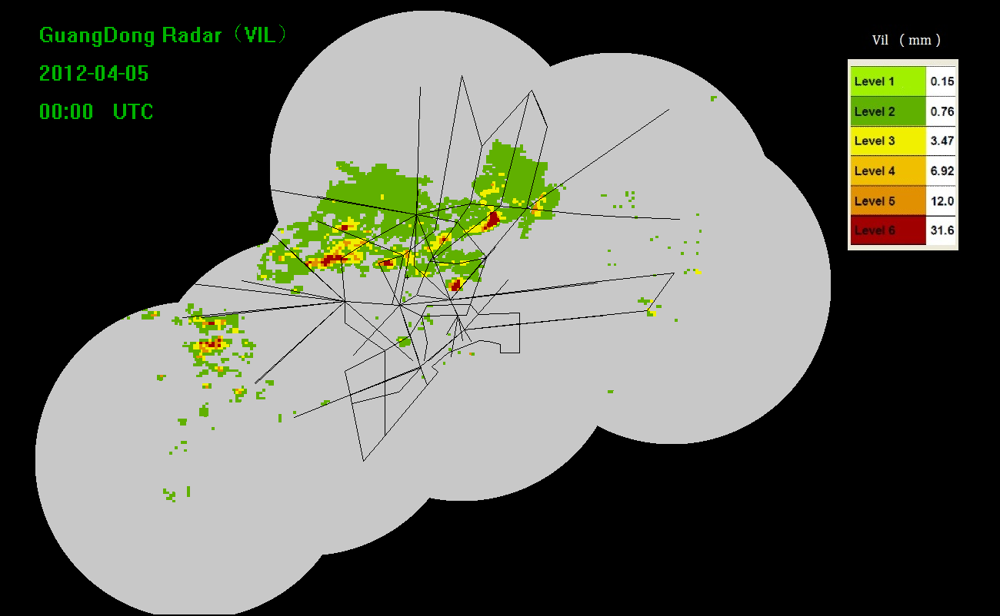 GuangDong Radar（VIL）
2012-04-05
00:00 UTC
Vil （mm）
Level 1 0.15
Level 2 0.76
Level 3 3.47
Level 4 6.92
Level 5 12.0
Level 6 31.6